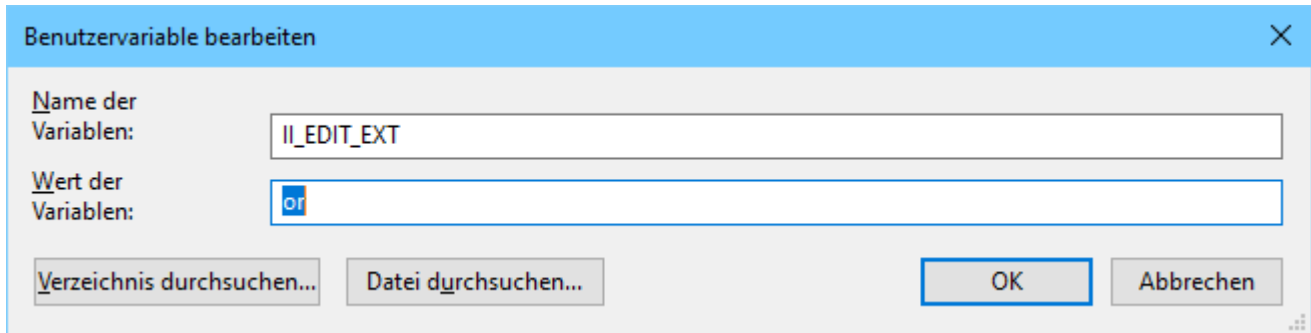 Benutzervariable bearbeiten
Name der
Variablen:
II_EDIT_EXT
Wert der
Variablen:
or
Verzeichnis durchsuchen...
Datei durchsuchen...
OK
Abbrechen